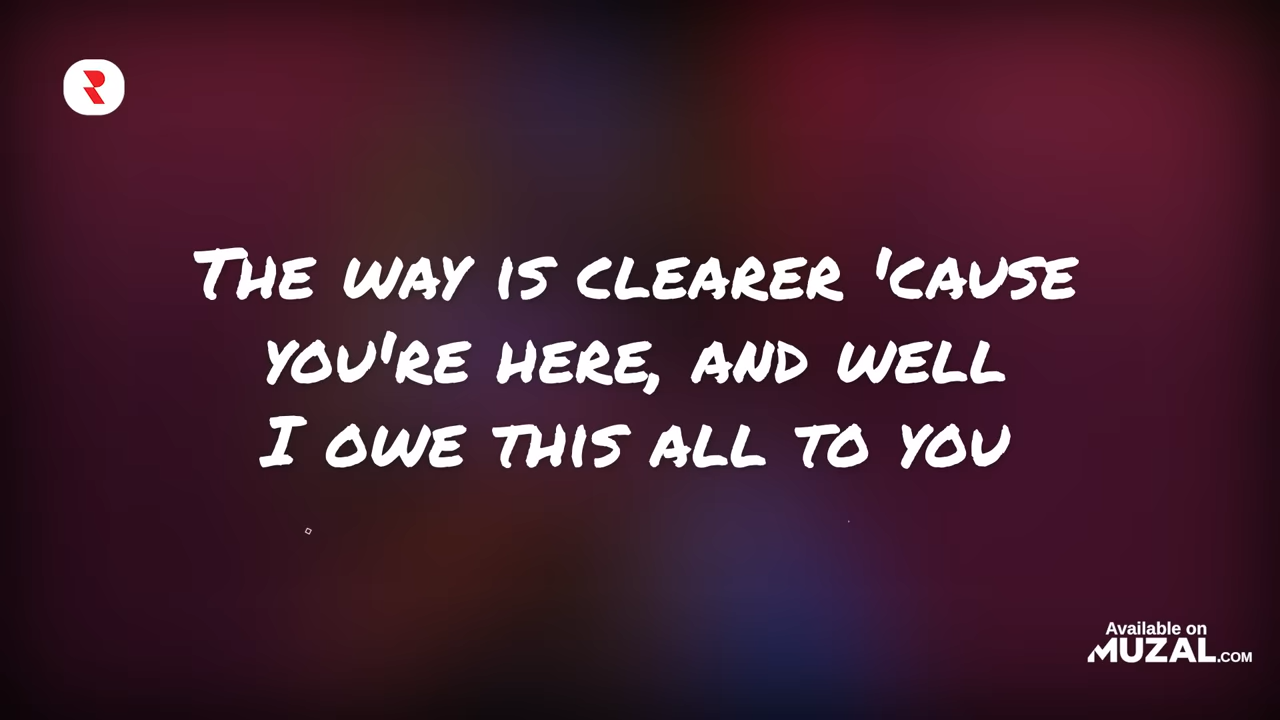 The way is clearer 'cause
you're here, and well
I owe this all to you
Available on
MUZAL.COM